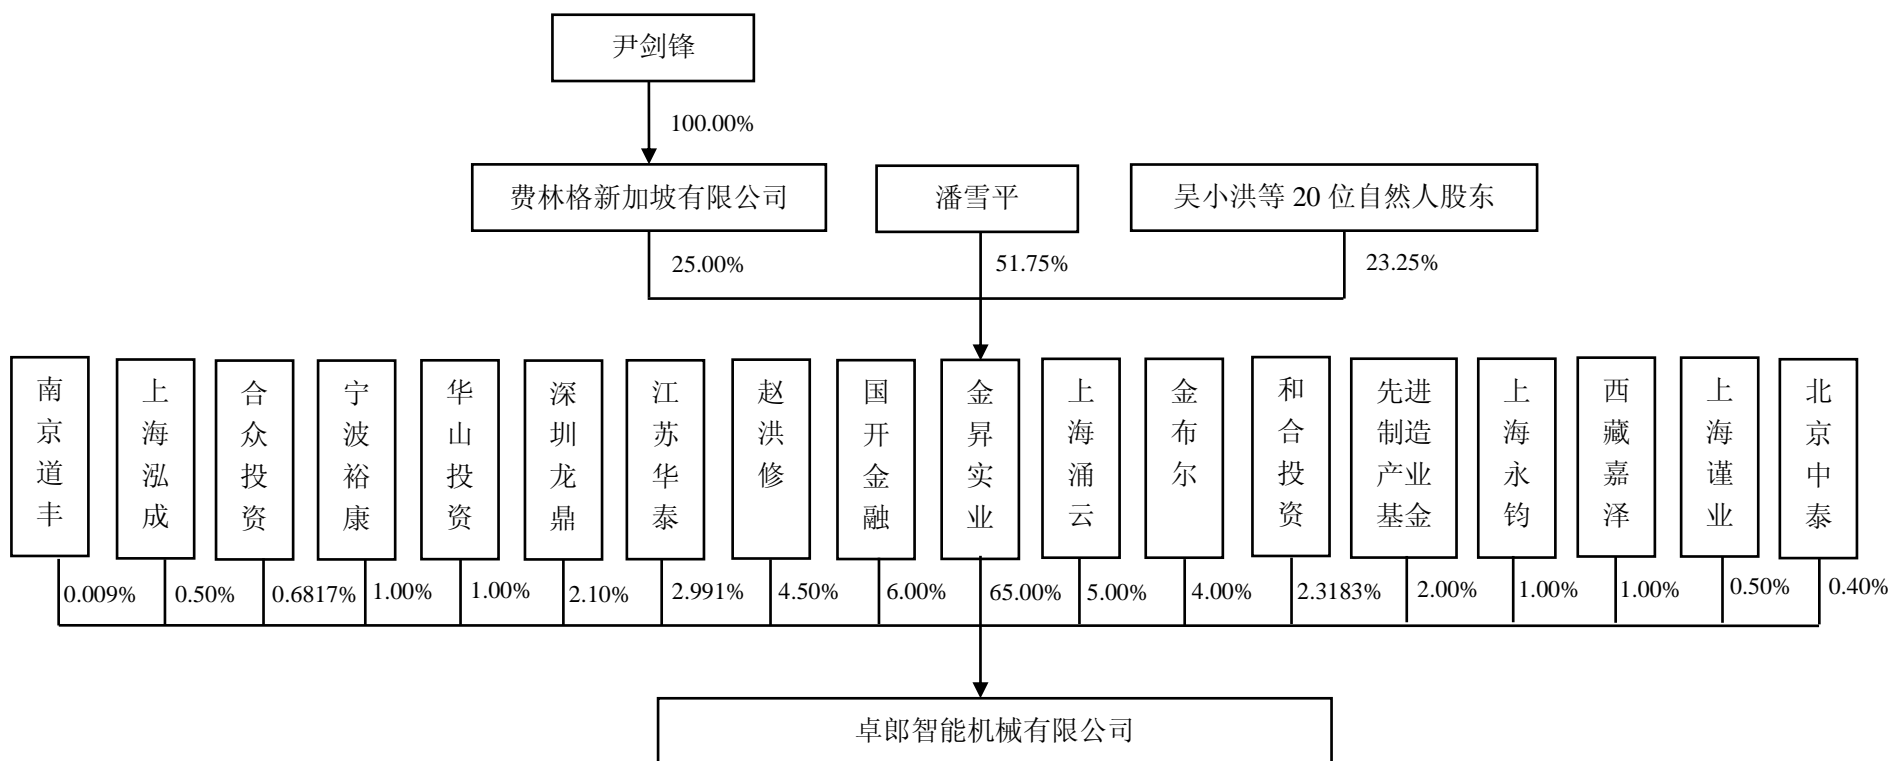 尹剑锋
100.00%
费林格新加坡有限公司
潘雪平
吴小洪等 20 位自然人股东
25.00%
51.75%
23.25%
南京道丰
上海泓成
合众投资
宁波裕康
华山投资
深圳龙鼎
江苏华泰
赵洪修
国开金融
金昇实业
上海涌云
金布尔
和合投资
先进
制造
产业
基金
上海永钧
西藏嘉泽
上海谨业
北京中泰
0.009%
0.50%
0.6817%
1.00%
1.00%
2.10%
2.991%
4.50%
6.00%
65.00%
5.00%
4.00%
2.3183%
2.00%
1.00%
1.00%
0.50%
0.40%
卓郎智能机械有限公司